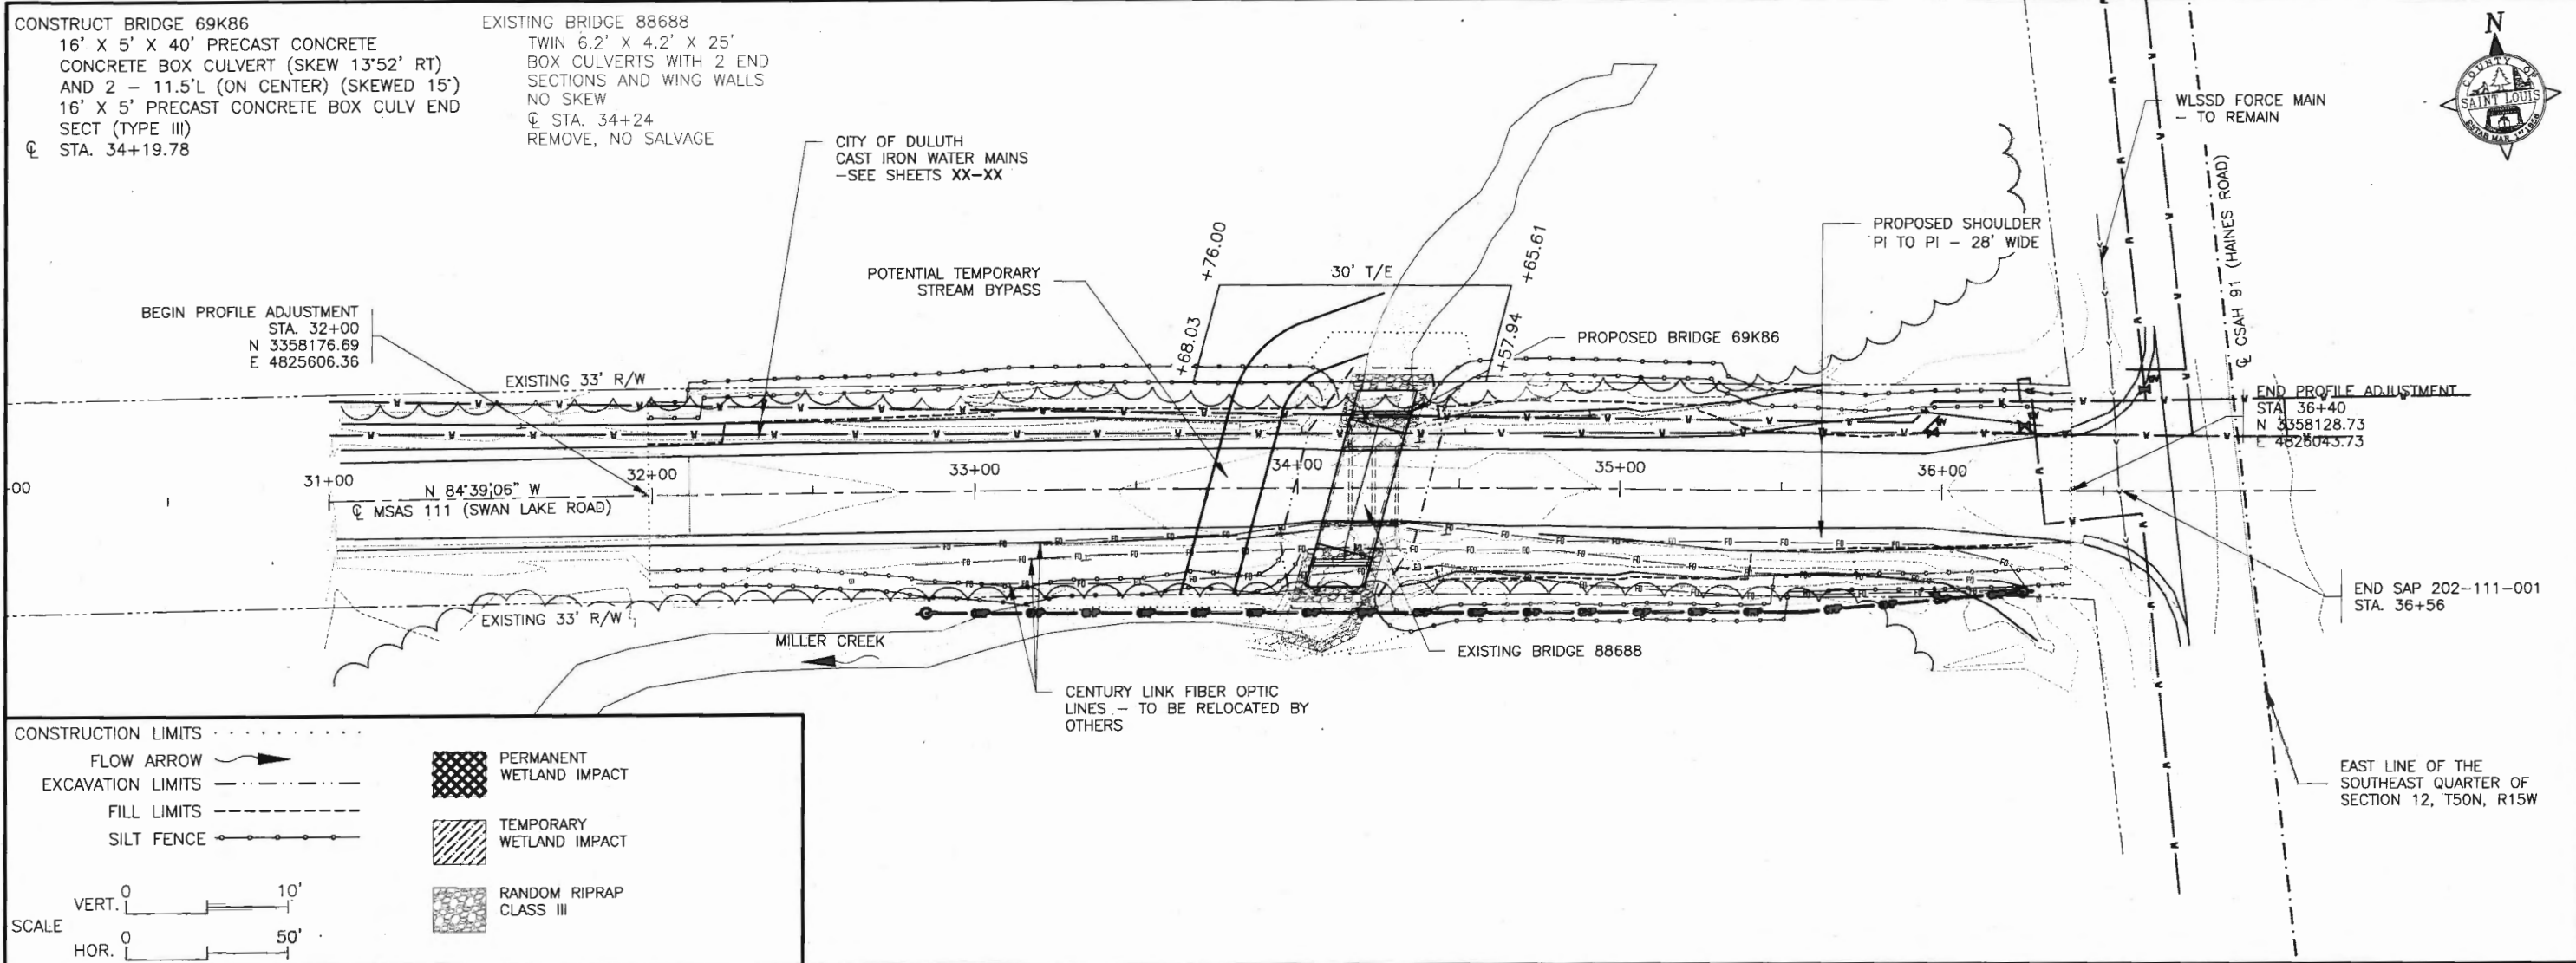 CONSTRUCT BRIDGE 69K86
16' X 5' X 40' PRECAST CONCRETE
CONCRETE BOX CULVERT (SKEW 13°52' RT)
AND 2 - 11.5'L (ON CENTER) (SKEWED 15°)
16' X 5' PRECAST CONCRETE BOX CULV END
SECT (TYPE III)
℄ STA. 34+19.78
EXISTING BRIDGE 88688
TWIN 6.2' X 4.2' X 25'
BOX CULVERTS WITH 2 END
SECTIONS AND WING WALLS
NO SKEW
℄ STA. 34+24
REMOVE, NO SALVAGE
CITY OF DULUTH
CAST IRON WATER MAINS
-SEE SHEETS XX-XX
POTENTIAL TEMPORARY
STREAM BYPASS
BEGIN PROFILE ADJUSTMENT
STA. 32+00
N 3358176.69
E 4825606.36
+76.00
+65.61
30' T/E
+68.03
+57.94
PROPOSED BRIDGE 69K86
PROPOSED SHOULDER
PI TO PI - 28' WIDE
WLSSD FORCE MAIN
- TO REMAIN
N
COUNTY OF
SAINT LOUIS
ESTAB MAR. 1ST 1856
℄ CSAH 91 (HAINES ROAD)
END PROFILE ADJUSTMENT
STA. 36+40
N 3358128.73
E 4826043.73
EXISTING 33' R/W
+00
31+00
32+00
33+00
34+00
35+00
36+00
N 84°39'06" W
℄ MSAS 111 (SWAN LAKE ROAD)
EXISTING 33' R/W
MILLER CREEK
EXISTING BRIDGE 88688
CENTURY LINK FIBER OPTIC
LINES - TO BE RELOCATED BY
OTHERS
END SAP 202-111-001
STA. 36+56
EAST LINE OF THE
SOUTHEAST QUARTER OF
SECTION 12, T50N, R15W
CONSTRUCTION LIMITS
FLOW ARROW
EXCAVATION LIMITS
FILL LIMITS
SILT FENCE
PERMANENT
WETLAND IMPACT
TEMPORARY
WETLAND IMPACT
RANDOM RIPRAP
CLASS III
SCALE
VERT. 0 10'
HOR. 0 50'